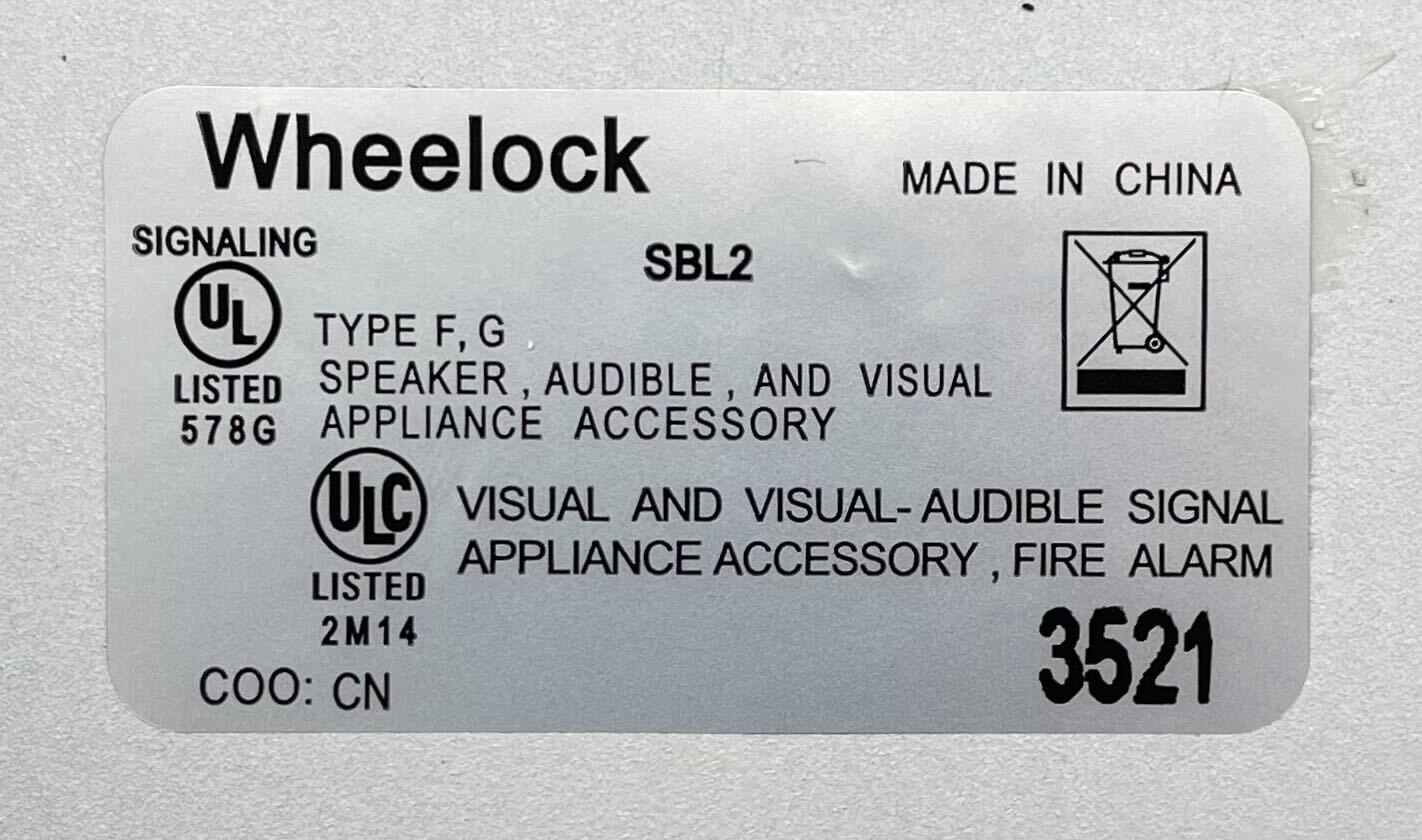 Wheelock
MADE IN CHINA
SIGNALING
UL
LISTED
578G
SBL2
TYPE F, G
SPEAKER , AUDIBLE , AND VISUAL
APPLIANCE ACCESSORY
ULC
LISTED
2M14
VISUAL AND VISUAL- AUDIBLE SIGNAL
APPLIANCE ACCESSORY , FIRE ALARM
COO: CN
3521